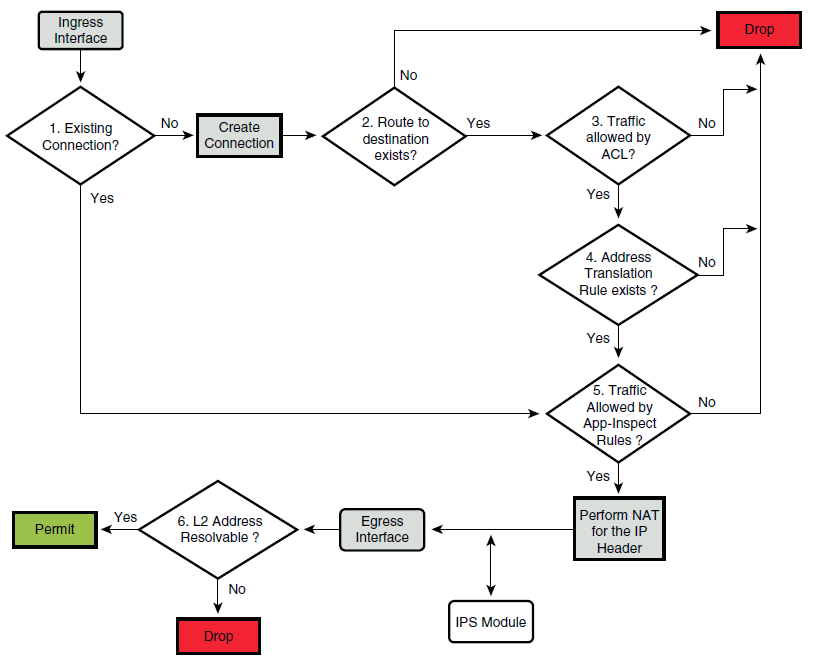 Ingress
Interface
Drop
No
1. Existing
Connection?
No
Create
Connection
2. Route to
destination
exists?
Yes
3. Traffic
allowed by
ACL?
No
Yes
Yes
4. Address
Translation
Rule exists ?
No
Yes
5. Traffic
Allowed by
App-Inspect
Rules ?
No
Yes
Perform NAT
for the IP
Header
Egress
Interface
6. L2 Address
Resolvable ?
Yes
Permit
No
IPS Module
Drop